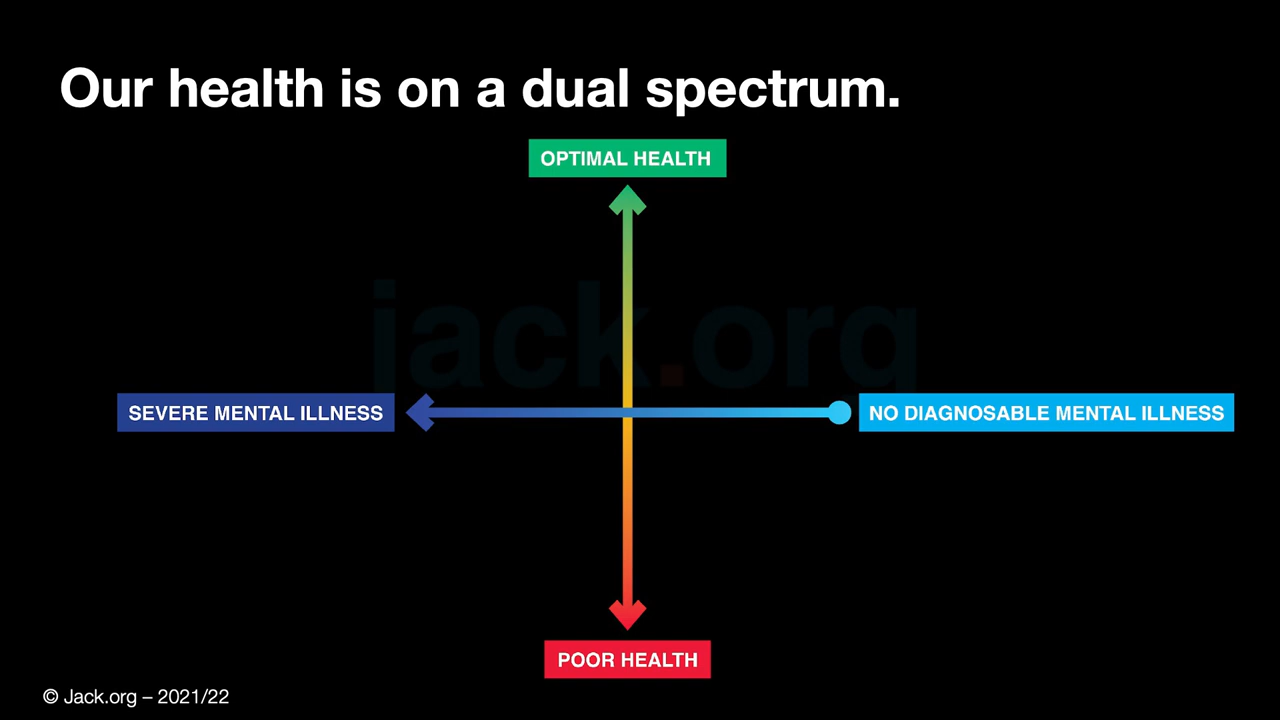 Our health is on a dual spectrum.
OPTIMAL HEALTH
jack.org
SEVERE MENTAL ILLNESS
NO DIAGNOSABLE MENTAL ILLNESS
POOR HEALTH
© Jack.org – 2021/22